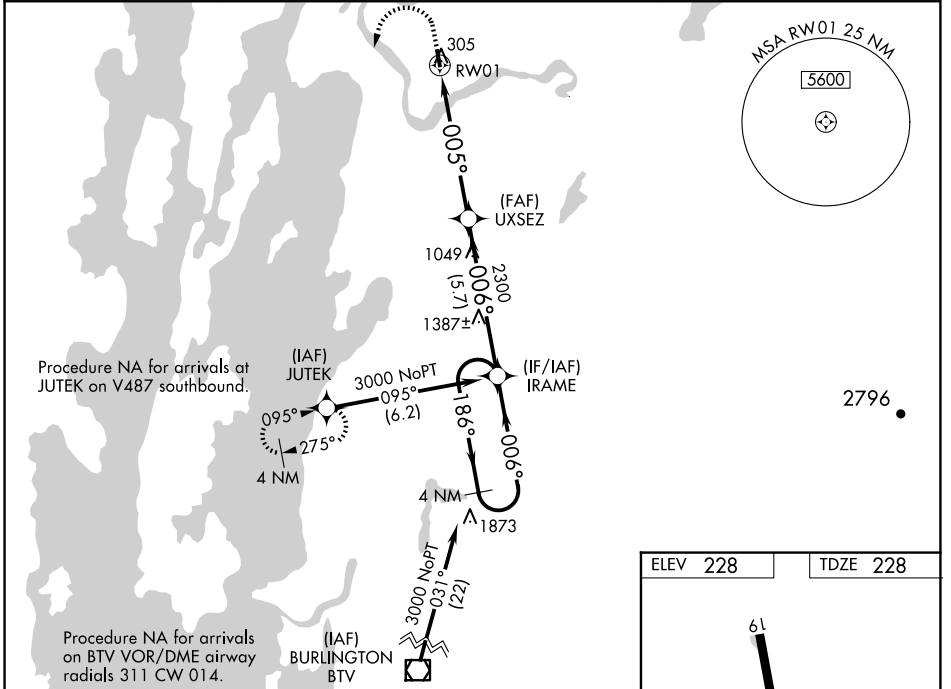 305
RW01
MSA RW01 25 NM
5600
005°
(FAF)
UXSEZ
1049
2300
006°
(5.7)
1387±
Procedure NA for arrivals at
JUTEK on V487 southbound.
(IAF)
JUTEK
3000 NoPT
095°
(6.2)
(IF/IAF)
IRAME
095°
275°
4 NM
186°
006°
2796
4 NM
1873
3000 NoPT
031°
(22)
Procedure NA for arrivals
on BTV VOR/DME airway
radials 311 CW 014.
(IAF)
BURLINGTON
BTV
ELEV 228
TDZE 228
19